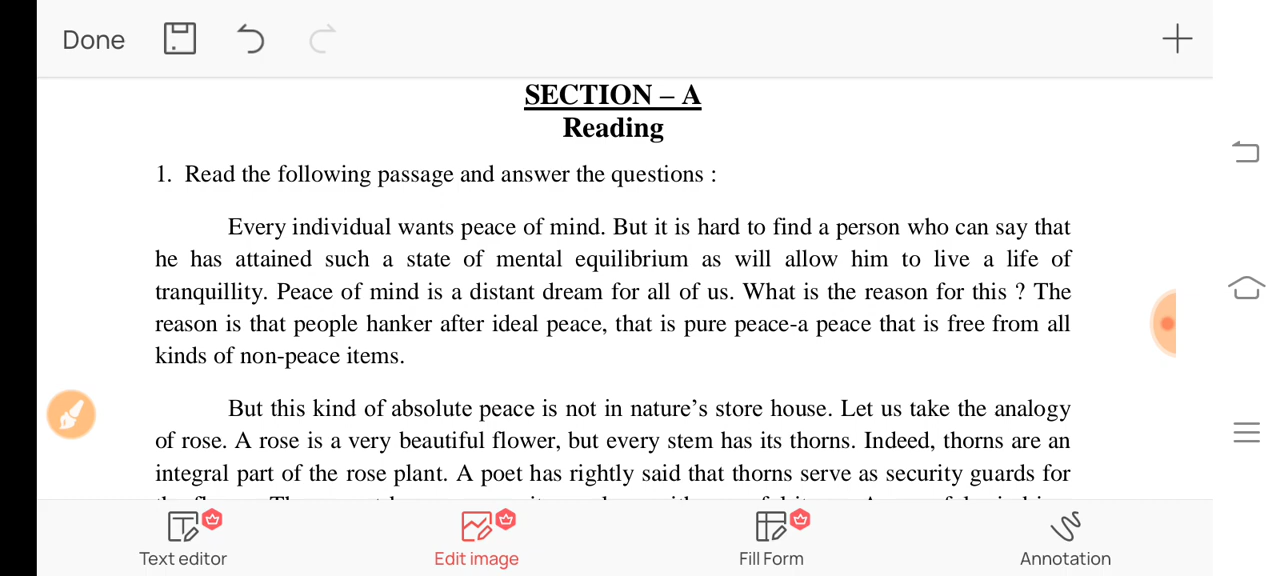 Done
SECTION – A
Reading
1. Read the following passage and answer the questions :
Every individual wants peace of mind. But it is hard to find a person who can say that
he has attained such a state of mental equilibrium as will allow him to live a life of
tranquillity. Peace of mind is a distant dream for all of us. What is the reason for this ? The
reason is that people hanker after ideal peace, that is pure peace-a peace that is free from all
kinds of non-peace items.
But this kind of absolute peace is not in nature’s store house. Let us take the analogy
of rose. A rose is a very beautiful flower, but every stem has its thorns. Indeed, thorns are an
integral part of the rose plant. A poet has rightly said that thorns serve as security guards for
Text editor
Edit image
Fill Form
Annotation